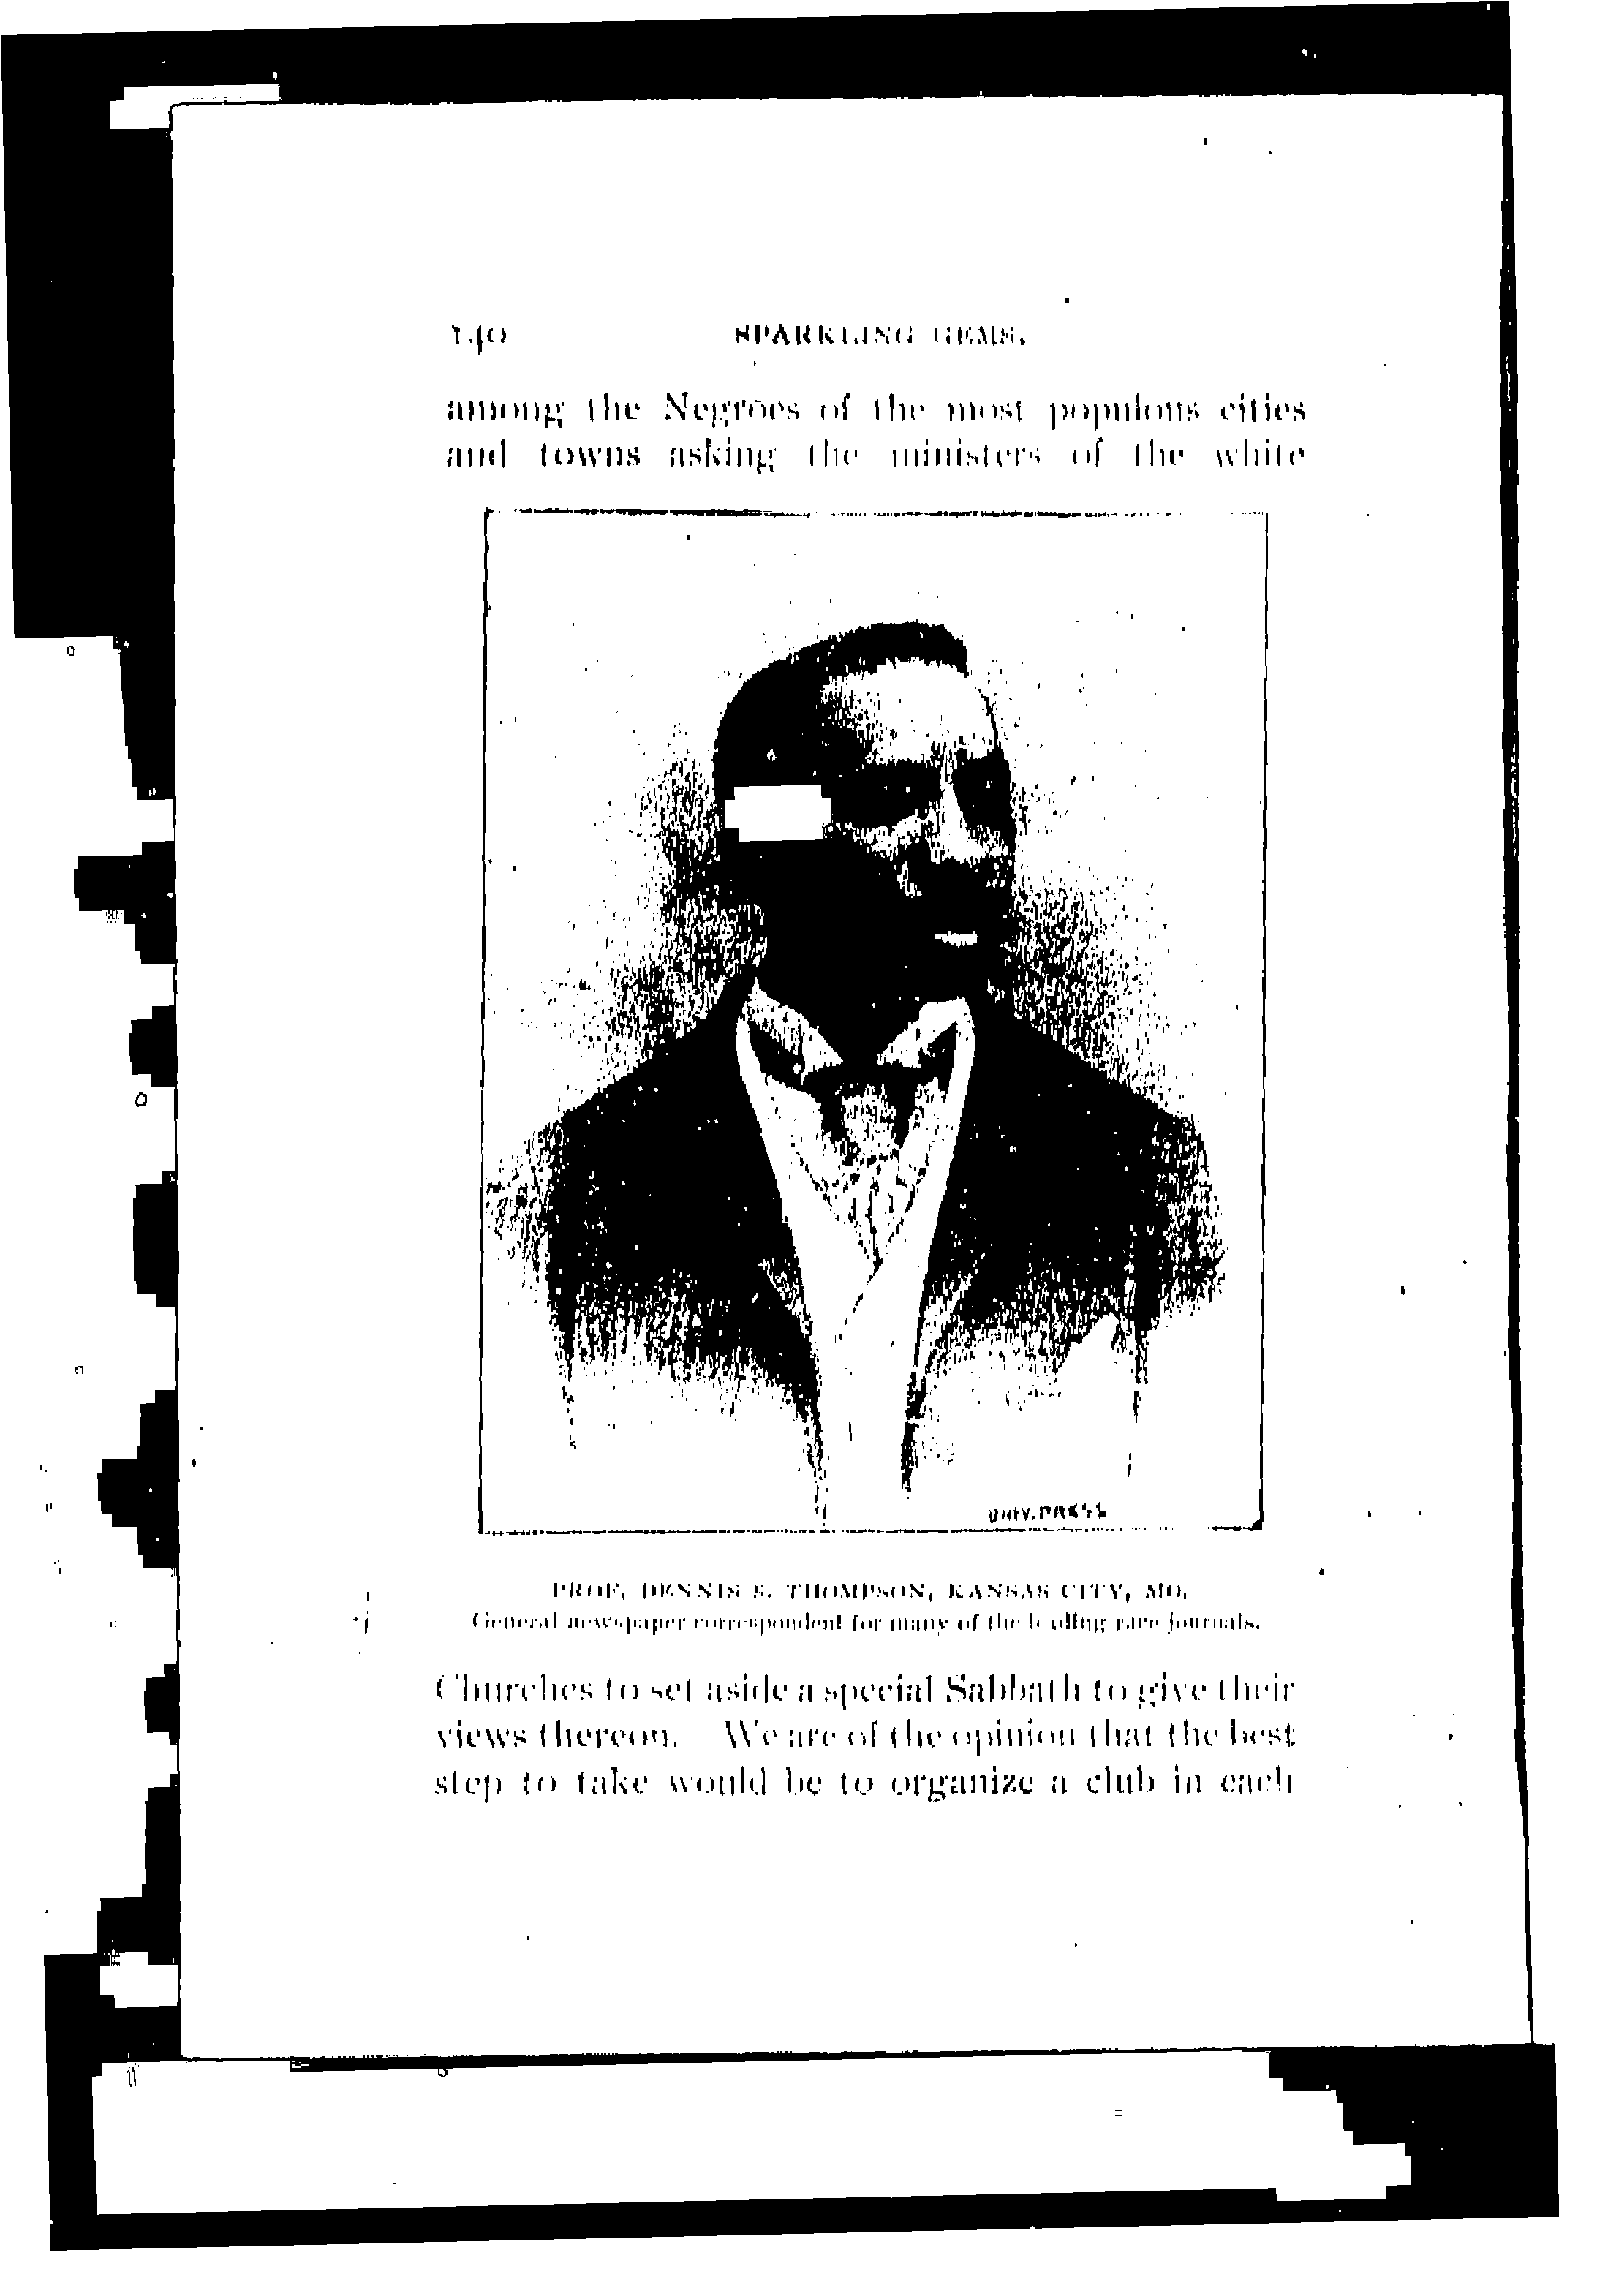 140 SPARKLING GEMS.
among the Negroes of the most populous cities
and towns asking the ministers of the white
UNIV. PRESS
PROF. DENNIS S. THOMPSON, KANSAS CITY, MO.
General newspaper correspondent for many of the leading race journals.
Churches to set aside a special Sabbath to give their
views thereon. We are of the opinion that the best
step to take would be to organize a club in each